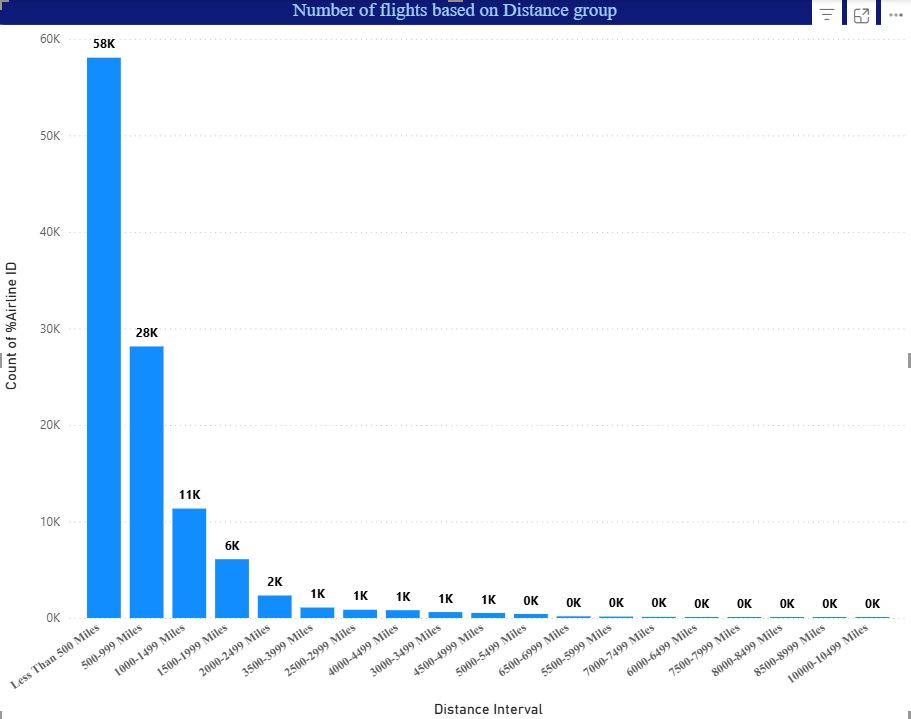 Number of flights based on Distance group
Count of %Airline ID
60K
50K
40K
30K
20K
10K
0K
58K
28K
11K
6K
2K
1K
1K
1K
1K
1K
0K
0K
0K
0K
0K
0K
0K
0K
0K
Less Than 500 Miles
500-999 Miles
1000-1499 Miles
1500-1999 Miles
2000-2499 Miles
3500-3999 Miles
2500-2999 Miles
4000-4499 Miles
3000-3499 Miles
4500-4999 Miles
5000-5499 Miles
6500-6999 Miles
5500-5999 Miles
7000-7499 Miles
6000-6499 Miles
7500-7999 Miles
8000-8499 Miles
8500-8999 Miles
10000-10499 Miles
Distance Interval